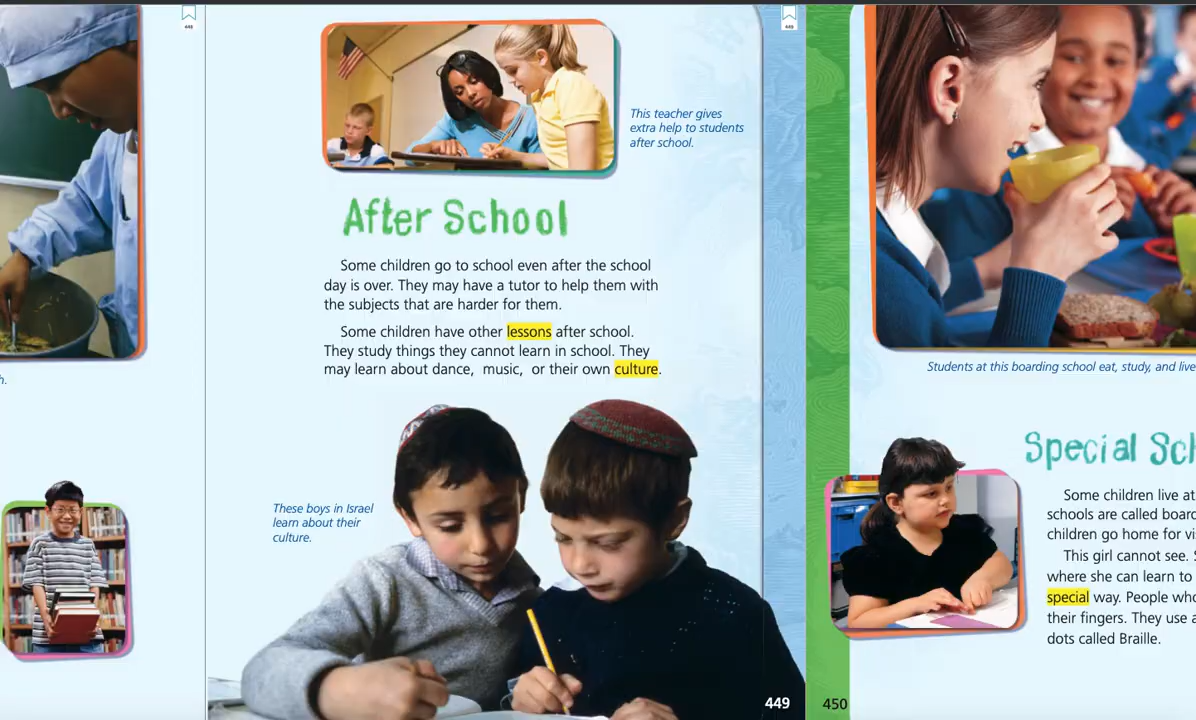 h.
449
This teacher gives
extra help to students
after school.
After School
Some children go to school even after the school
day is over. They may have a tutor to help them with
the subjects that are harder for them.
Some children have other lessons after school.
They study things they cannot learn in school. They
may learn about dance, music, or their own culture.
These boys in Israel
learn about their
culture.
449
449
450
Students at this boarding school eat, study, and live
Special Sch
Some children live at
schools are called board
children go home for vi
This girl cannot see. S
where she can learn to
special way. People who
their fingers. They use a
dots called Braille.